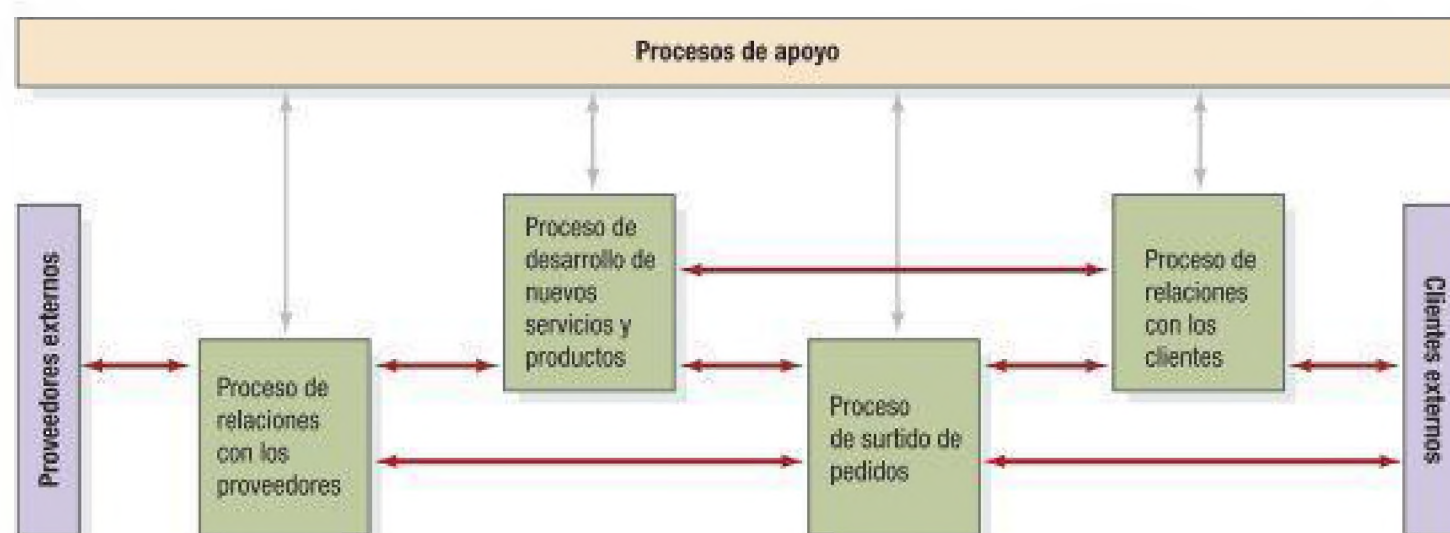 Procesos de apoyo
Proveedores externos
Proceso de
relaciones
con los
proveedores
Proceso de
desarrollo de
nuevos
servicios y
productos
Proceso
de surtido de
pedidos
Proceso de
relaciones
con los
clientes
Clientes externos